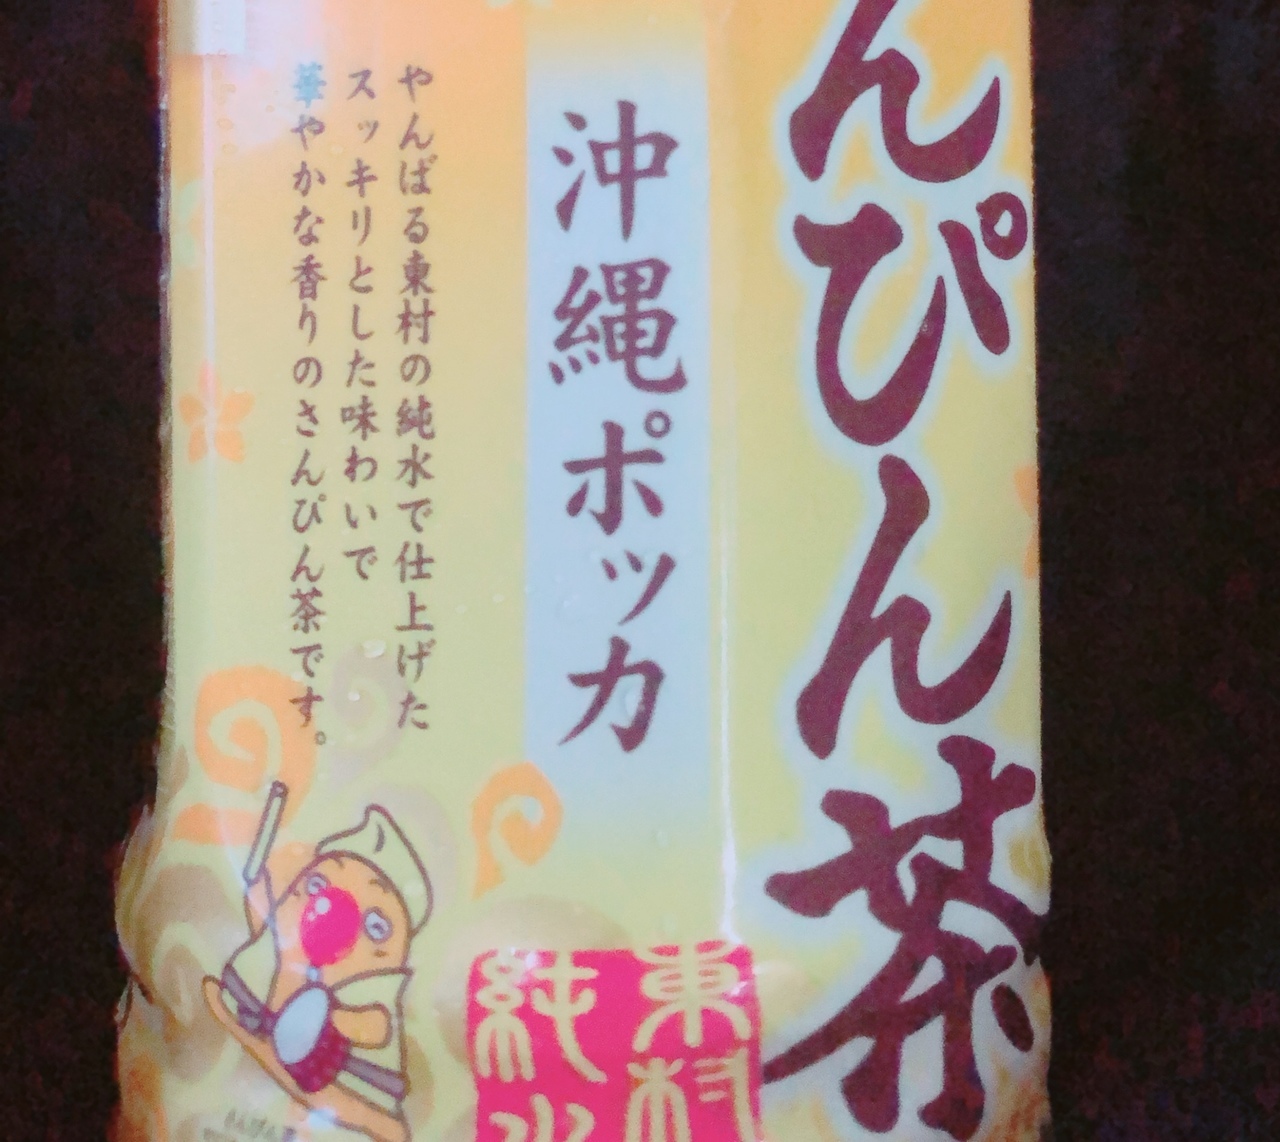 んぴん茶
沖縄ポッカ
やんばる東村の純水で仕上げた
スッキリとした味わいで
華やかな香りのさんぴん茶です。
東村
純水